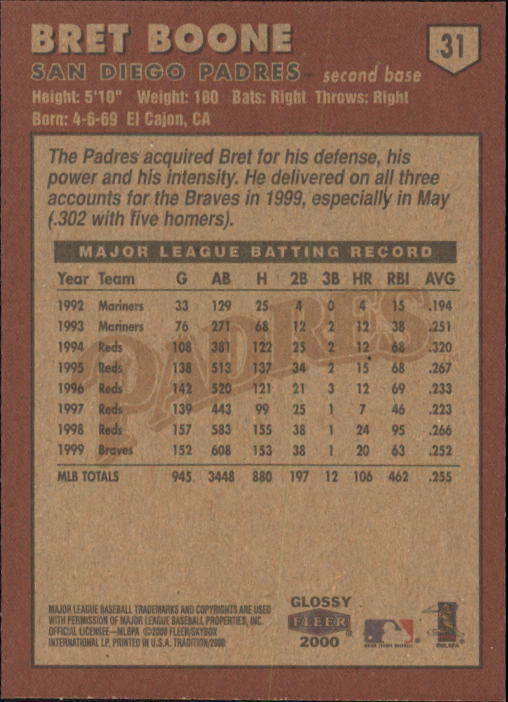 BRET BOONE
31
SAN DIEGO PADRES second base
Height: 5'10" Weight: 180 Bats: Right Throws: Right
Born: 4-6-69 El Cajon, CA
The Padres acquired Bret for his defense, his
power and his intensity. He delivered on all three
accounts for the Braves in 1999, especially in May
(.302 with five homers).
MAJOR LEAGUE BATTING RECORD
Year Team G AB H 2B 3B HR RBI AVG
1992 Mariners 33 129 25 4 0 4 15 .194
1993 Mariners 76 271 68 12 2 12 38 .251
1994 Reds 108 381 122 25 2 12 68 .320
1995 Reds 138 513 137 34 2 15 68 .267
1996 Reds 142 520 121 21 3 12 69 .233
1997 Reds 139 443 99 25 1 7 46 .223
1998 Reds 157 583 155 38 1 24 95 .266
1999 Braves 152 608 153 38 1 20 63 .252
MLB TOTALS 945 3448 880 197 12 106 462 .255
PADRES
MAJOR LEAGUE BASEBALL TRADEMARKS AND COPYRIGHTS ARE USED
WITH PERMISSION OF MAJOR LEAGUE BASEBALL PROPERTIES, INC.
OFFICIAL LICENSEE—MLBPA ©2000 FLEER/SKYBOX
INTERNATIONAL LP. PRINTED IN U.S.A. TRADITION/2000
GLOSSY
FLEER
2000